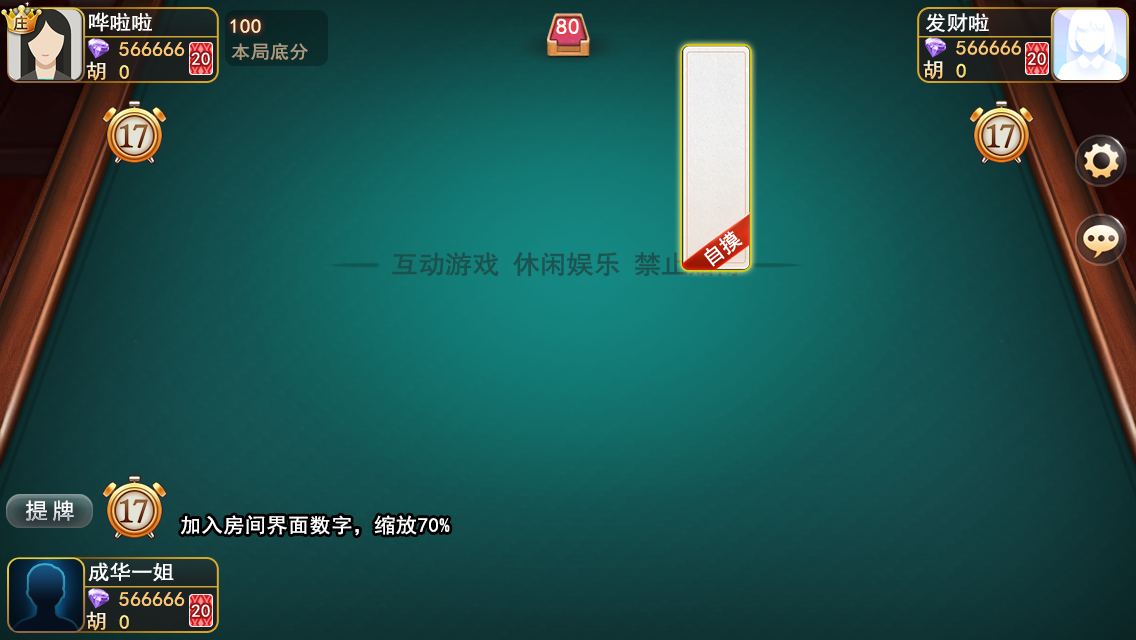 庄
哗啦啦
566666
20
胡 0
100
本局底分
80
发财啦
566666
20
胡 0
17
17
自摸
互动游戏 休闲娱乐 禁止
提牌
17
加入房间界面数字，缩放70%
成华一姐
566666
20
胡 0